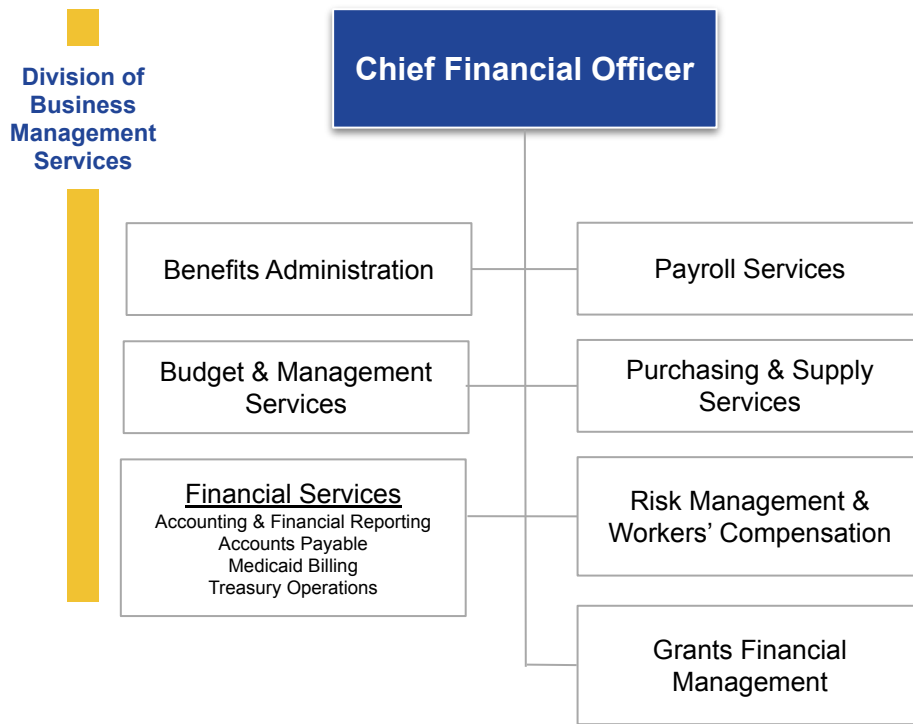 Division of
Business
Management
Services
Chief Financial Officer
Benefits Administration
Payroll Services
Budget & Management
Services
Purchasing & Supply
Services
Financial Services
Accounting & Financial Reporting
Accounts Payable
Medicaid Billing
Treasury Operations
Risk Management &
Workers’ Compensation
Grants Financial
Management